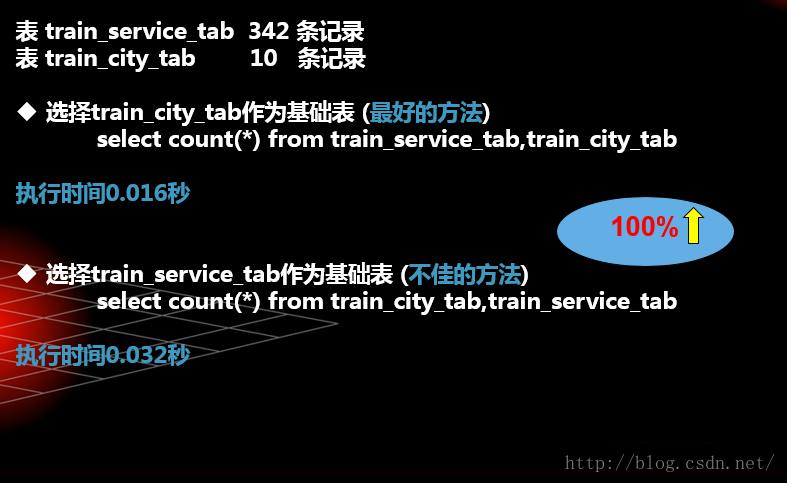 表 train_service_tab 342 条记录
表 train_city_tab 10 条记录
◆ 选择train_city_tab作为基础表 (最好的方法)
select count(*) from train_service_tab,train_city_tab
执行时间0.016秒
100%
◆ 选择train_service_tab作为基础表 (不佳的方法)
select count(*) from train_city_tab,train_service_tab
执行时间0.032秒
http://blog.csdn.net/